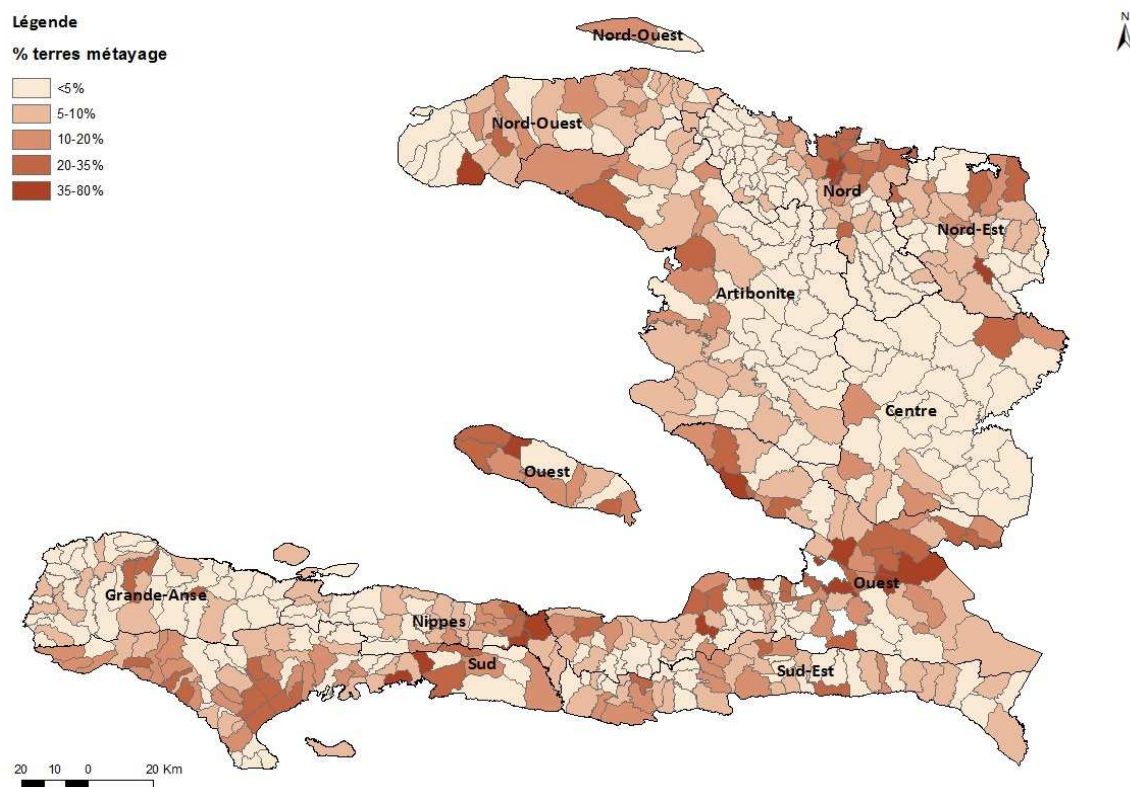 Légende
% terres métayage
<5%
5-10%
10-20%
20-35%
35-80%
N
Nord-Ouest
Nord-Ouest
Nord
Nord-Est
Artibonite
Centre
Ouest
Ouest
Grande-Anse
Nippes
Sud
Sud-Est
20 10 0 20 Km